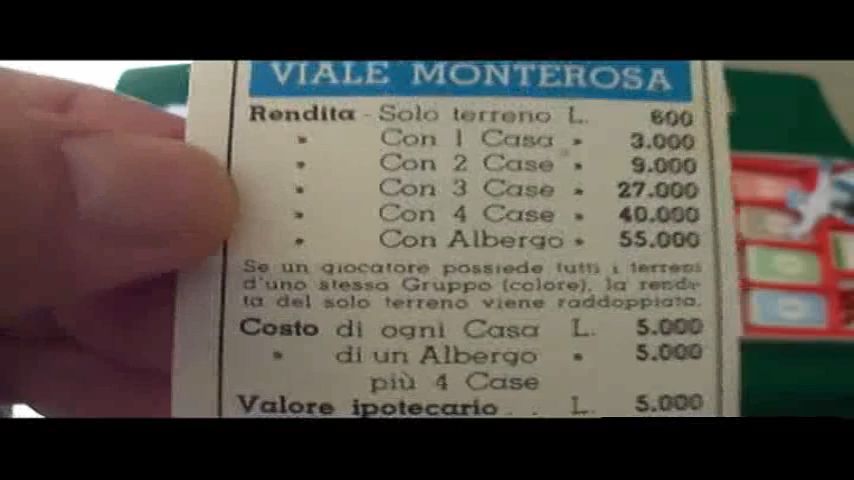 VIALE MONTEROSA
Rendita - Solo terreno L. 600
" Con 1 Casa " 3.000
" Con 2 Case " 9.000
" Con 3 Case " 27.000
" Con 4 Case " 40.000
" Con Albergo " 55.000
Se un giocatore possiede tutti i terreni
d'uno stesso Gruppo (colore), la rendi-
ta del solo terreno viene raddoppiata.
Costo di ogni Casa L. 5.000
" di un Albergo " 5.000
più 4 Case
Valore ipotecario . . L. 5.000